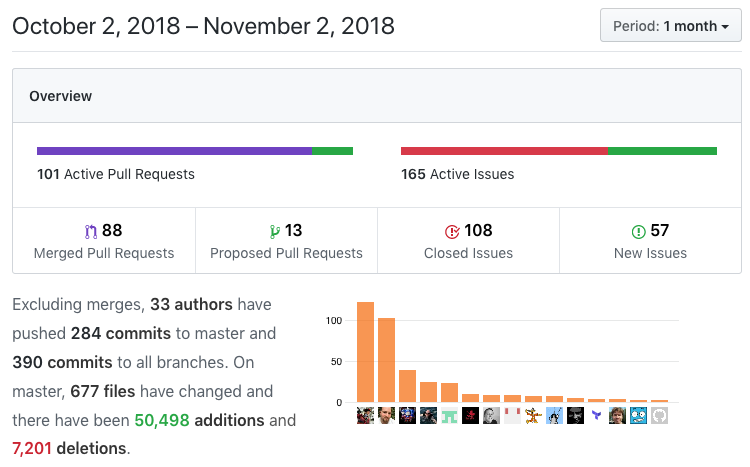 October 2, 2018 – November 2, 2018
Period: 1 month
Overview
101 Active Pull Requests
165 Active Issues
88
Merged Pull Requests
13
Proposed Pull Requests
108
Closed Issues
57
New Issues
Excluding merges, 33 authors have
pushed 284 commits to master and
390 commits to all branches. On
master, 677 files have changed and
there have been 50,498 additions and
7,201 deletions.
100
50
0